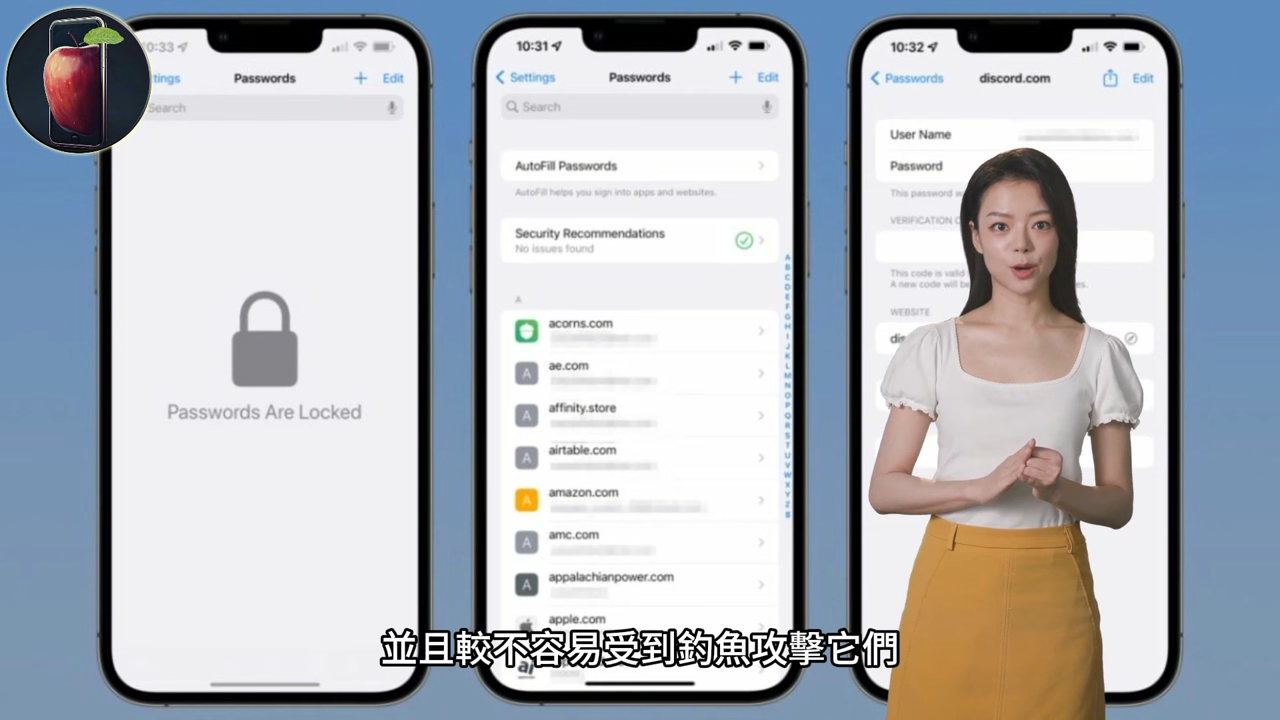 10:33
tings
Passwords
+
Edit
Search
Passwords Are Locked
10:31
Settings
Passwords
+
Edit
Search
AutoFill Passwords
AutoFill helps you sign into apps and websites.
Security Recommendations
No issues found
A
acorns.com
A
ae.com
A
affinity.store
A
airtable.com
A
amazon.com
A
amc.com
A
appalachianpower.com
apple.com
A
B
C
D
E
F
G
H
I
J
K
L
M
N
O
P
Q
R
S
T
U
V
W
X
Y
Z
#
10:32
Passwords
discord.com
Edit
User Name
Password
This password
VERIFICATION
This code is valid
A new code will be
WEBSITE
dis
並且較不容易受到釣魚攻擊它們